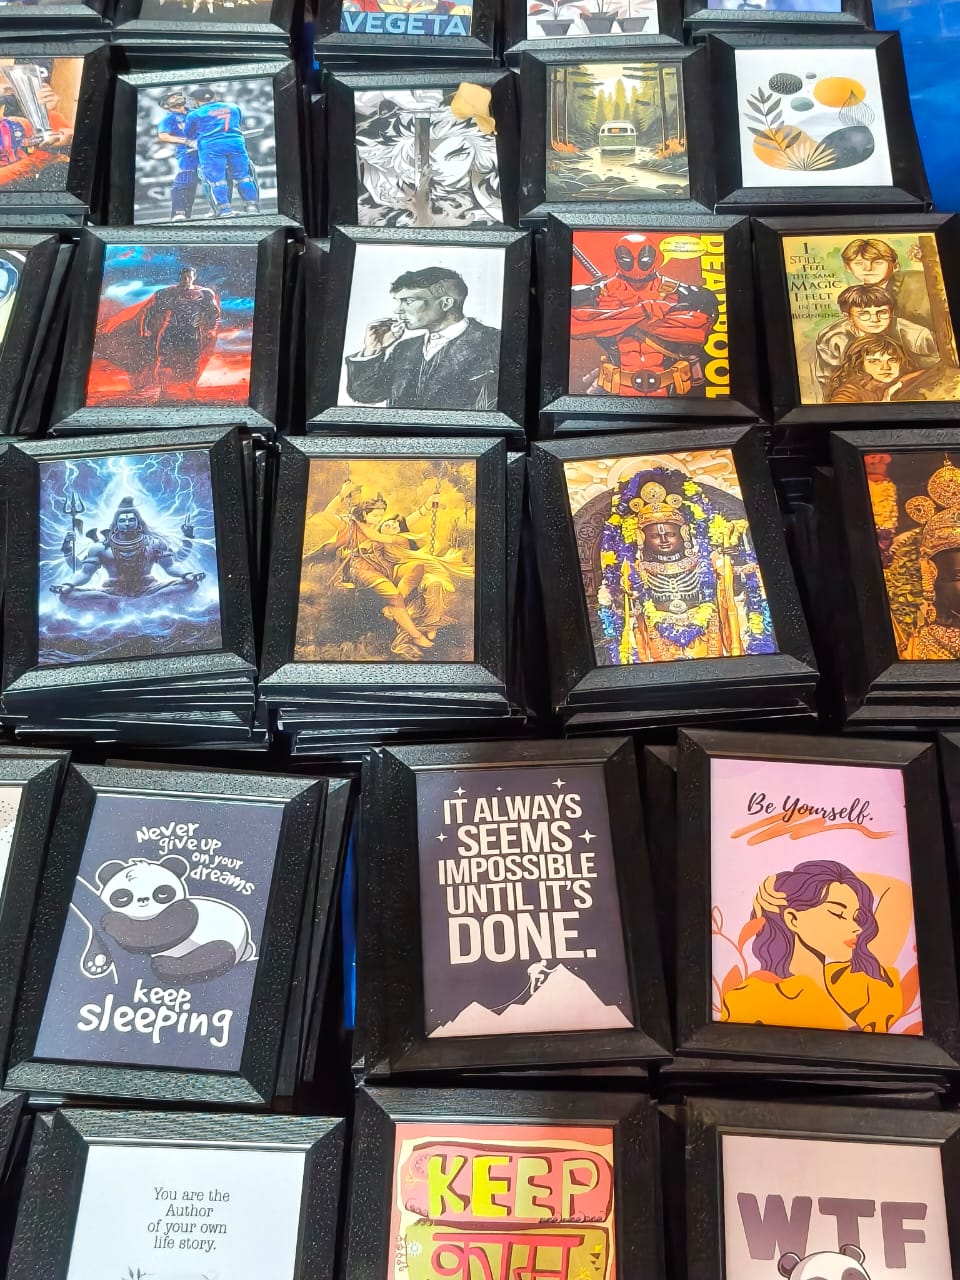 VEGETA
7
DEADPOOL
I
STILL
FEEL
THE SAME
MAGIC
I FELT
IN THE
BEGINNING
Never
give up
on your
dreams
keep
sleeping
IT ALWAYS
SEEMS
IMPOSSIBLE
UNTIL IT'S
DONE.
Be Yourself.
You are the
Author
of your own
life story.
KEEP
काम
WTF